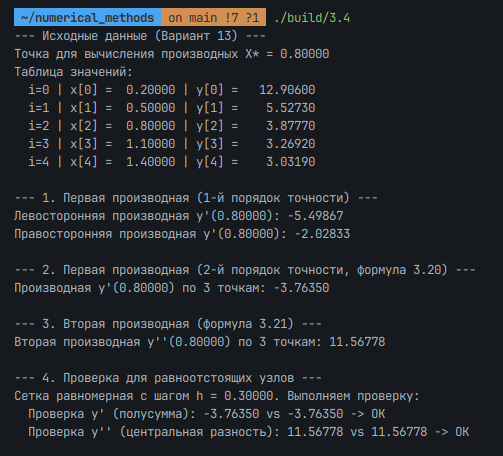 ~/numerical_methods on main !7 ?1 ./build/3.4
--- Исходные данные (Вариант 13) ---
Точка для вычисления производных X* = 0.80000
Таблица значений:
i=0 | x[0] = 0.20000 | y[0] = 12.90600
i=1 | x[1] = 0.50000 | y[1] = 5.52730
i=2 | x[2] = 0.80000 | y[2] = 3.87770
i=3 | x[3] = 1.10000 | y[3] = 3.26920
i=4 | x[4] = 1.40000 | y[4] = 3.03190
--- 1. Первая производная (1-й порядок точности) ---
Левосторонняя производная y'(0.80000): -5.49867
Правосторонняя производная y'(0.80000): -2.02833
--- 2. Первая производная (2-й порядок точности, формула 3.20) ---
Производная y'(0.80000) по 3 точкам: -3.76350
--- 3. Вторая производная (формула 3.21) ---
Вторая производная y''(0.80000) по 3 точкам: 11.56778
--- 4. Проверка для равноотстоящих узлов ---
Сетка равномерная с шагом h = 0.30000. Выполняем проверку:
Проверка y' (полусумма): -3.76350 vs -3.76350 -> OK
Проверка y'' (центральная разность): 11.56778 vs 11.56778 -> OK